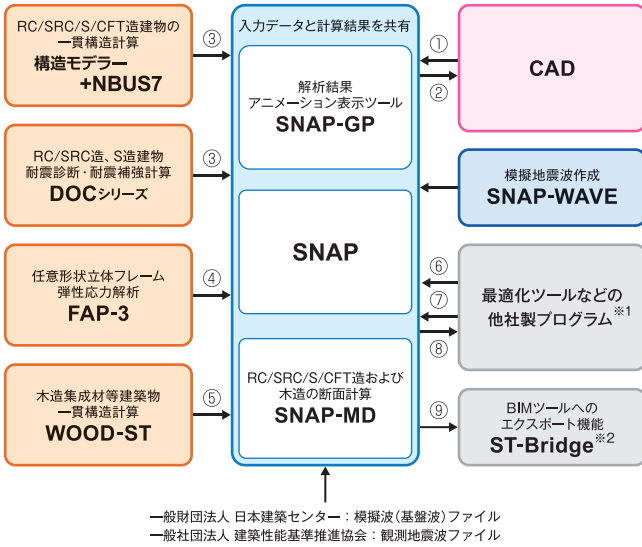 RC/SRC/S/CFT造建物の
一貫構造計算
構造モデラー
+NBUS7
③
RC/SRC造、S造建物
耐震診断・耐震補強計算
DOCシリーズ
③
任意形状立体フレーム
弾性応力解析
FAP-3
④
木造集成材等建築物
一貫構造計算
WOOD-ST
⑤
入力データと計算結果を共有
解析結果
アニメーション表示ツール
SNAP-GP
SNAP
RC/SRC/S/CFT造および
木造の断面計算
SNAP-MD
①
②
CAD
模擬地震波作成
SNAP-WAVE
⑥
⑦
⑧
最適化ツールなどの
他社製プログラム※1
⑨
BIMツールへの
エクスポート機能
ST-Bridge※2
一般財団法人 日本建築センター：模擬波（基盤波）ファイル
一般社団法人 建築性能基準推進協会：観測地震波ファイル